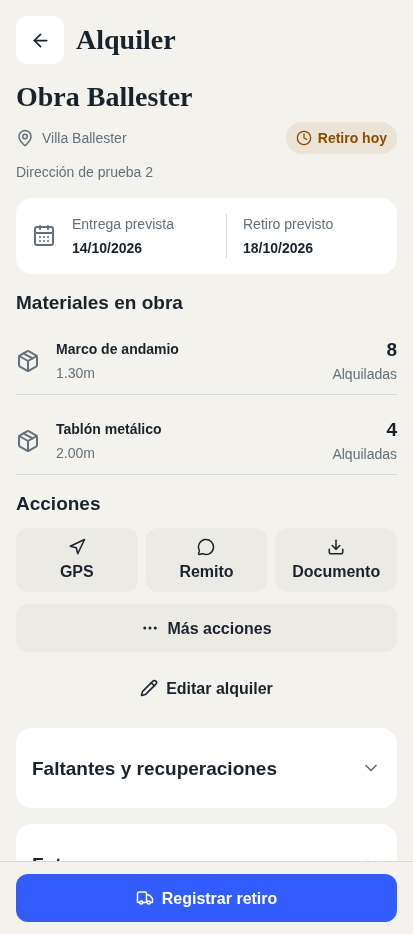 Alquiler
Obra Ballester
Villa Ballester
Retiro hoy
Dirección de prueba 2
Entrega prevista
14/10/2026
Retiro previsto
18/10/2026
Materiales en obra
Marco de andamio
8
1.30m
Alquiladas
Tablón metálico
4
2.00m
Alquiladas
Acciones
GPS
Remito
Documento
Más acciones
Editar alquiler
Faltantes y recuperaciones
Registrar retiro